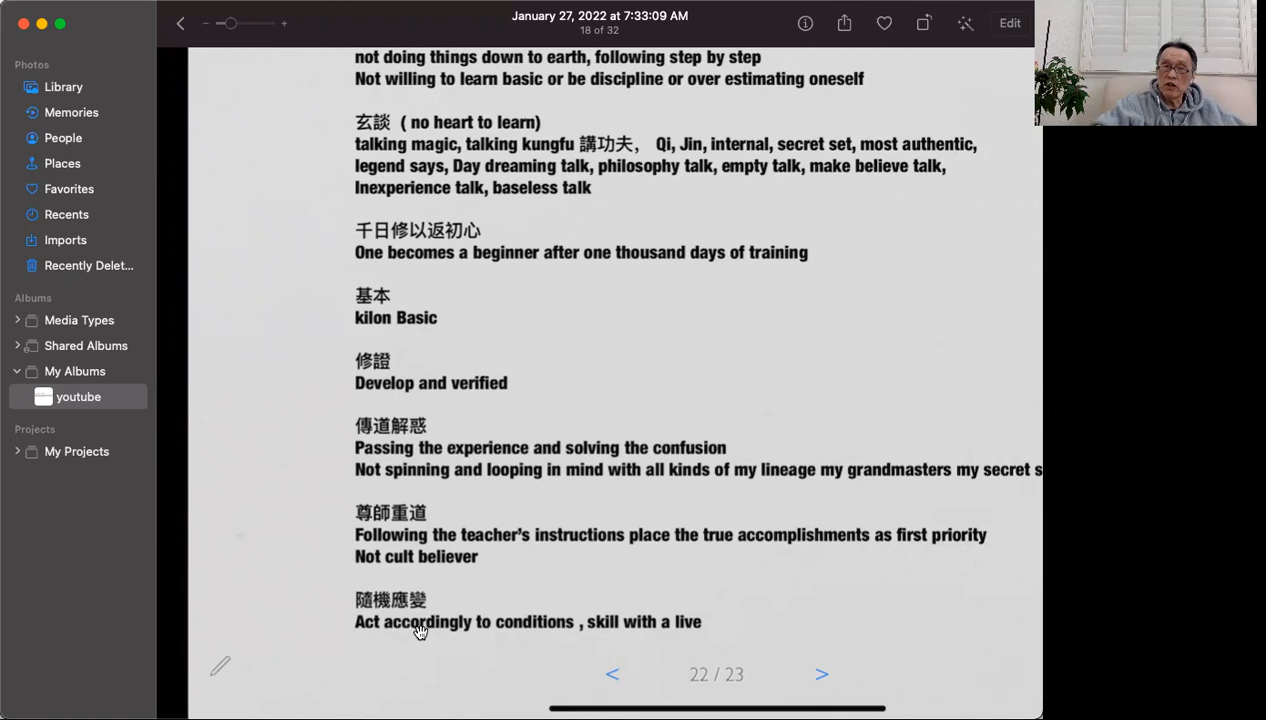 January 27, 2022 at 7:33:09 AM
18 of 32
Edit
Photos
Library
Memories
People
Places
Favorites
Recents
Imports
Recently Delet...
Albums
Media Types
Shared Albums
My Albums
youtube
Projects
My Projects
not doing things down to earth, following step by step
Not willing to learn basic or be discipline or over estimating oneself
玄談 ( no heart to learn)
talking magic, talking kungfu 講功夫, Qi, Jin, internal, secret set, most authentic,
legend says, Day dreaming talk, philosophy talk, empty talk, make believe talk,
Inexperience talk, baseless talk
千日修以返初心
One becomes a beginner after one thousand days of training
基本
kilon Basic
修證
Develop and verified
傳道解惑
Passing the experience and solving the confusion
Not spinning and looping in mind with all kinds of my lineage my grandmasters my secret s
尊師重道
Following the teacher's instructions place the true accomplishments as first priority
Not cult believer
隨機應變
Act accordingly to conditions , skill with a live
< 22 / 23 >